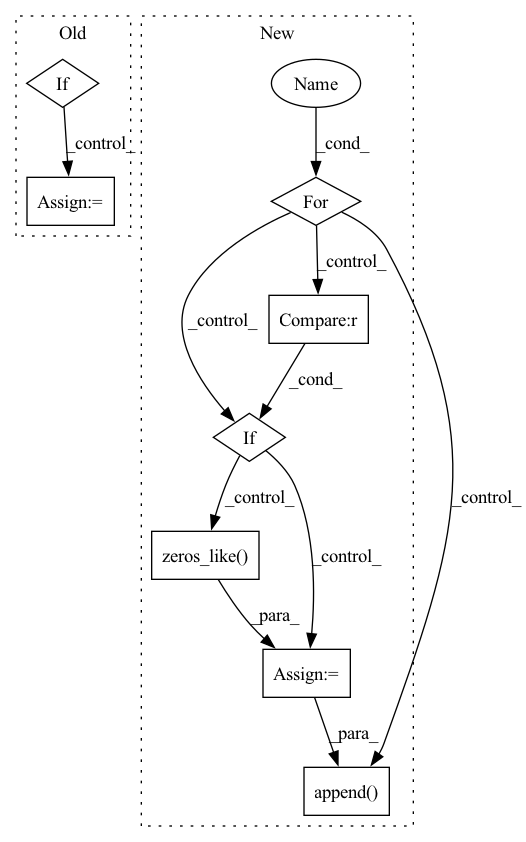 Old
New
If
Name
_control_
_cond_
Assign:=
For
_control_
_control_
Compare:r
_cond_
If
_control_
_control_
_control_
zeros_like()
_para_
Assign:=
_para_
append()